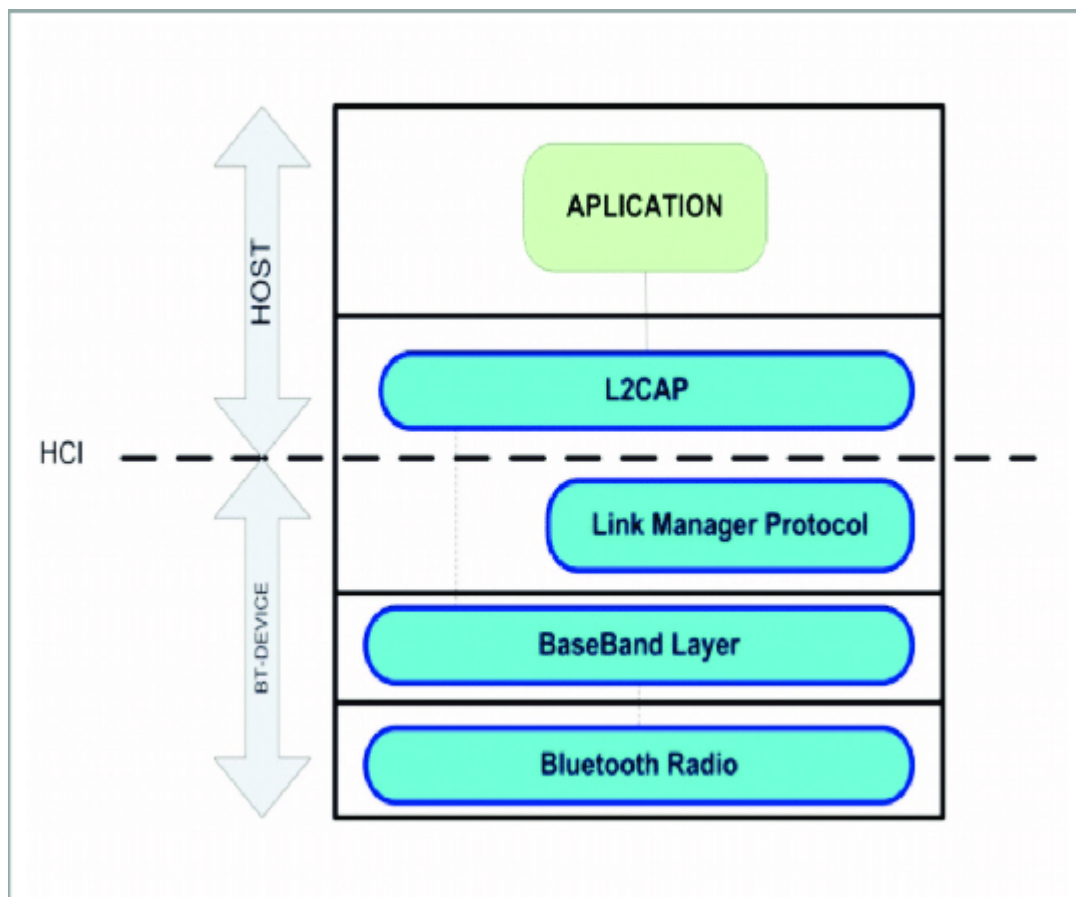 APLICATION
HOST
L2CAP
HCI
Link Manager Protocol
BT-DEVICE
BaseBand Layer
Bluetooth Radio